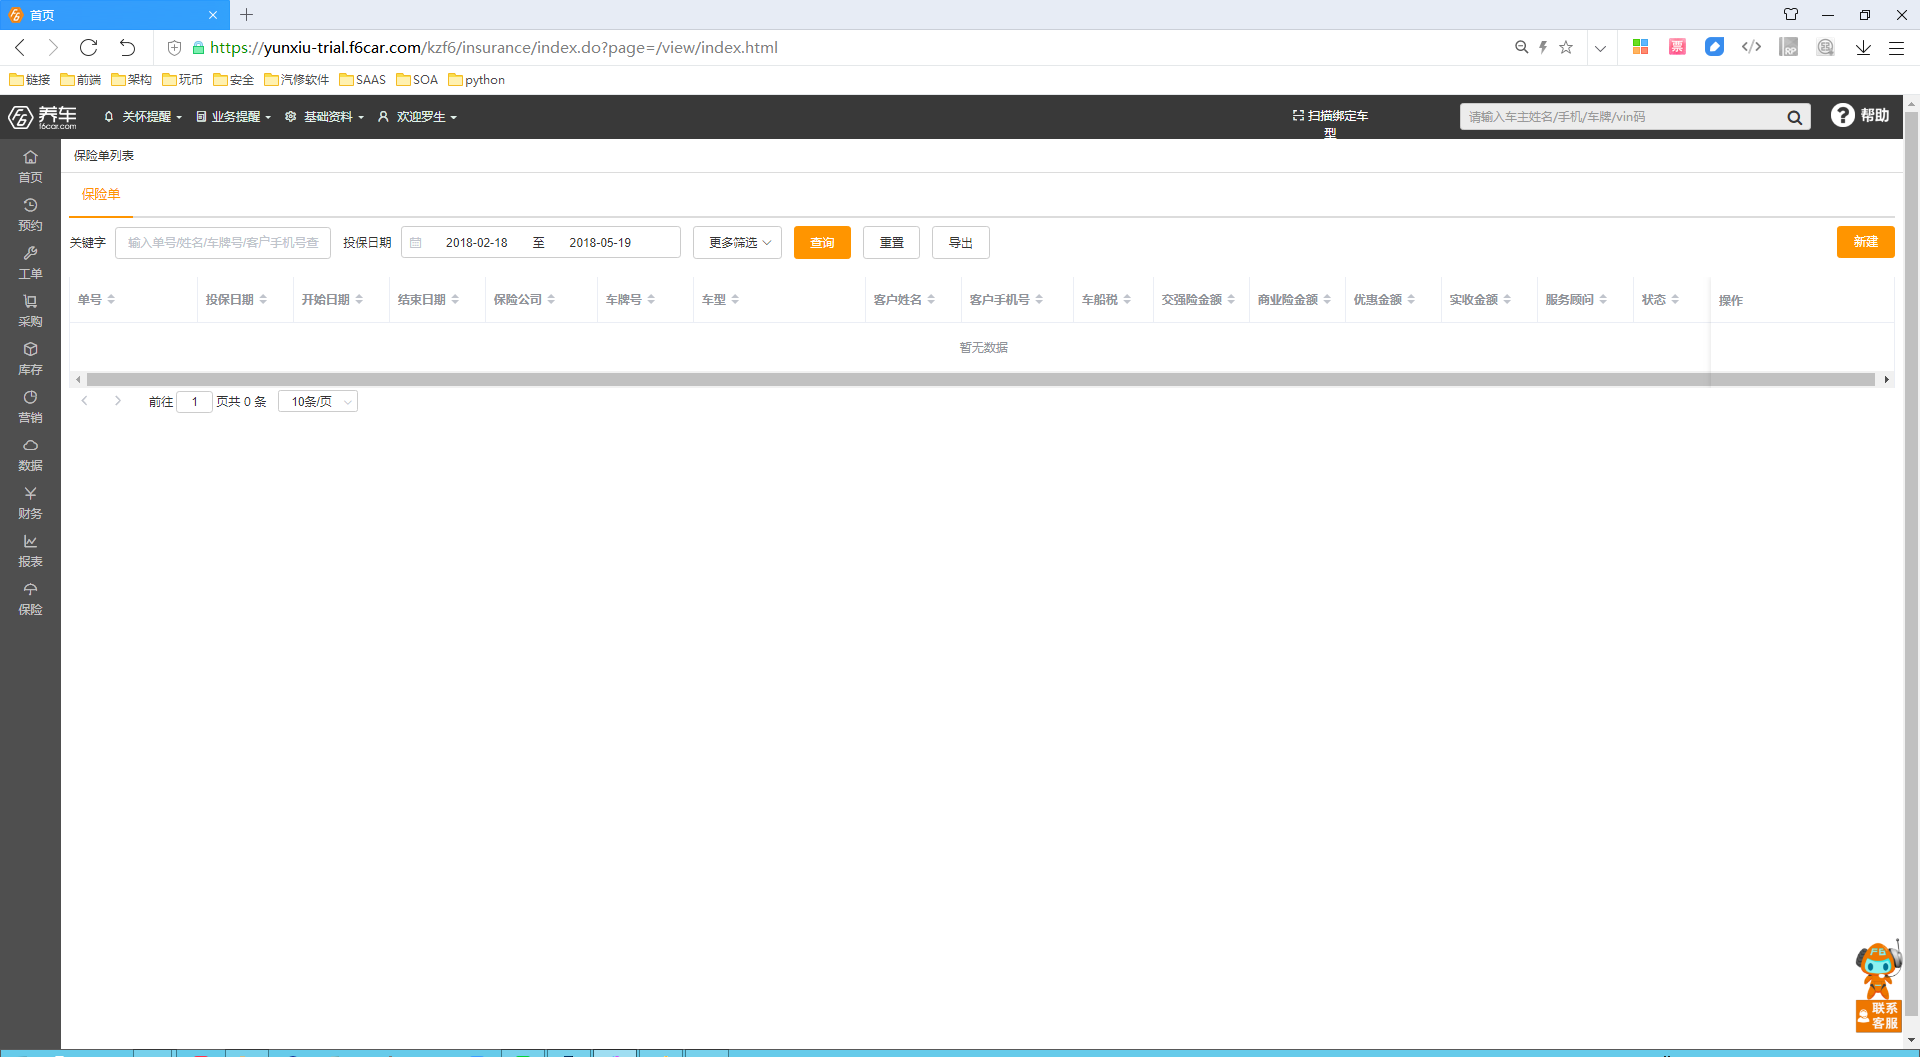 首页
https://yunxiu-trial.f6car.com/kzf6/insurance/index.do?page=/view/index.html
链接 前端 架构 玩币 安全 汽修软件 SAAS SOA python
养车 f6car.com 关怀提醒 业务提醒 基础资料 欢迎罗生 扫描绑定车型 请输入车主姓名/手机/车牌/vin码 帮助
首页
预约
工单
采购
库存
营销
数据
财务
报表
保险
保险单列表
保险单
关键字 输入单号/姓名/车牌号/客户手机号查 投保日期 2018-02-18 至 2018-05-19 更多筛选 查询 重置 导出 新建
单号 投保日期 开始日期 结束日期 保险公司 车牌号 车型 客户姓名 客户手机号 车船税 交强险金额 商业险金额 优惠金额 实收金额 服务顾问 状态 操作
暂无数据
前往 1 页共 0 条 10条/页
F6
联系
客服